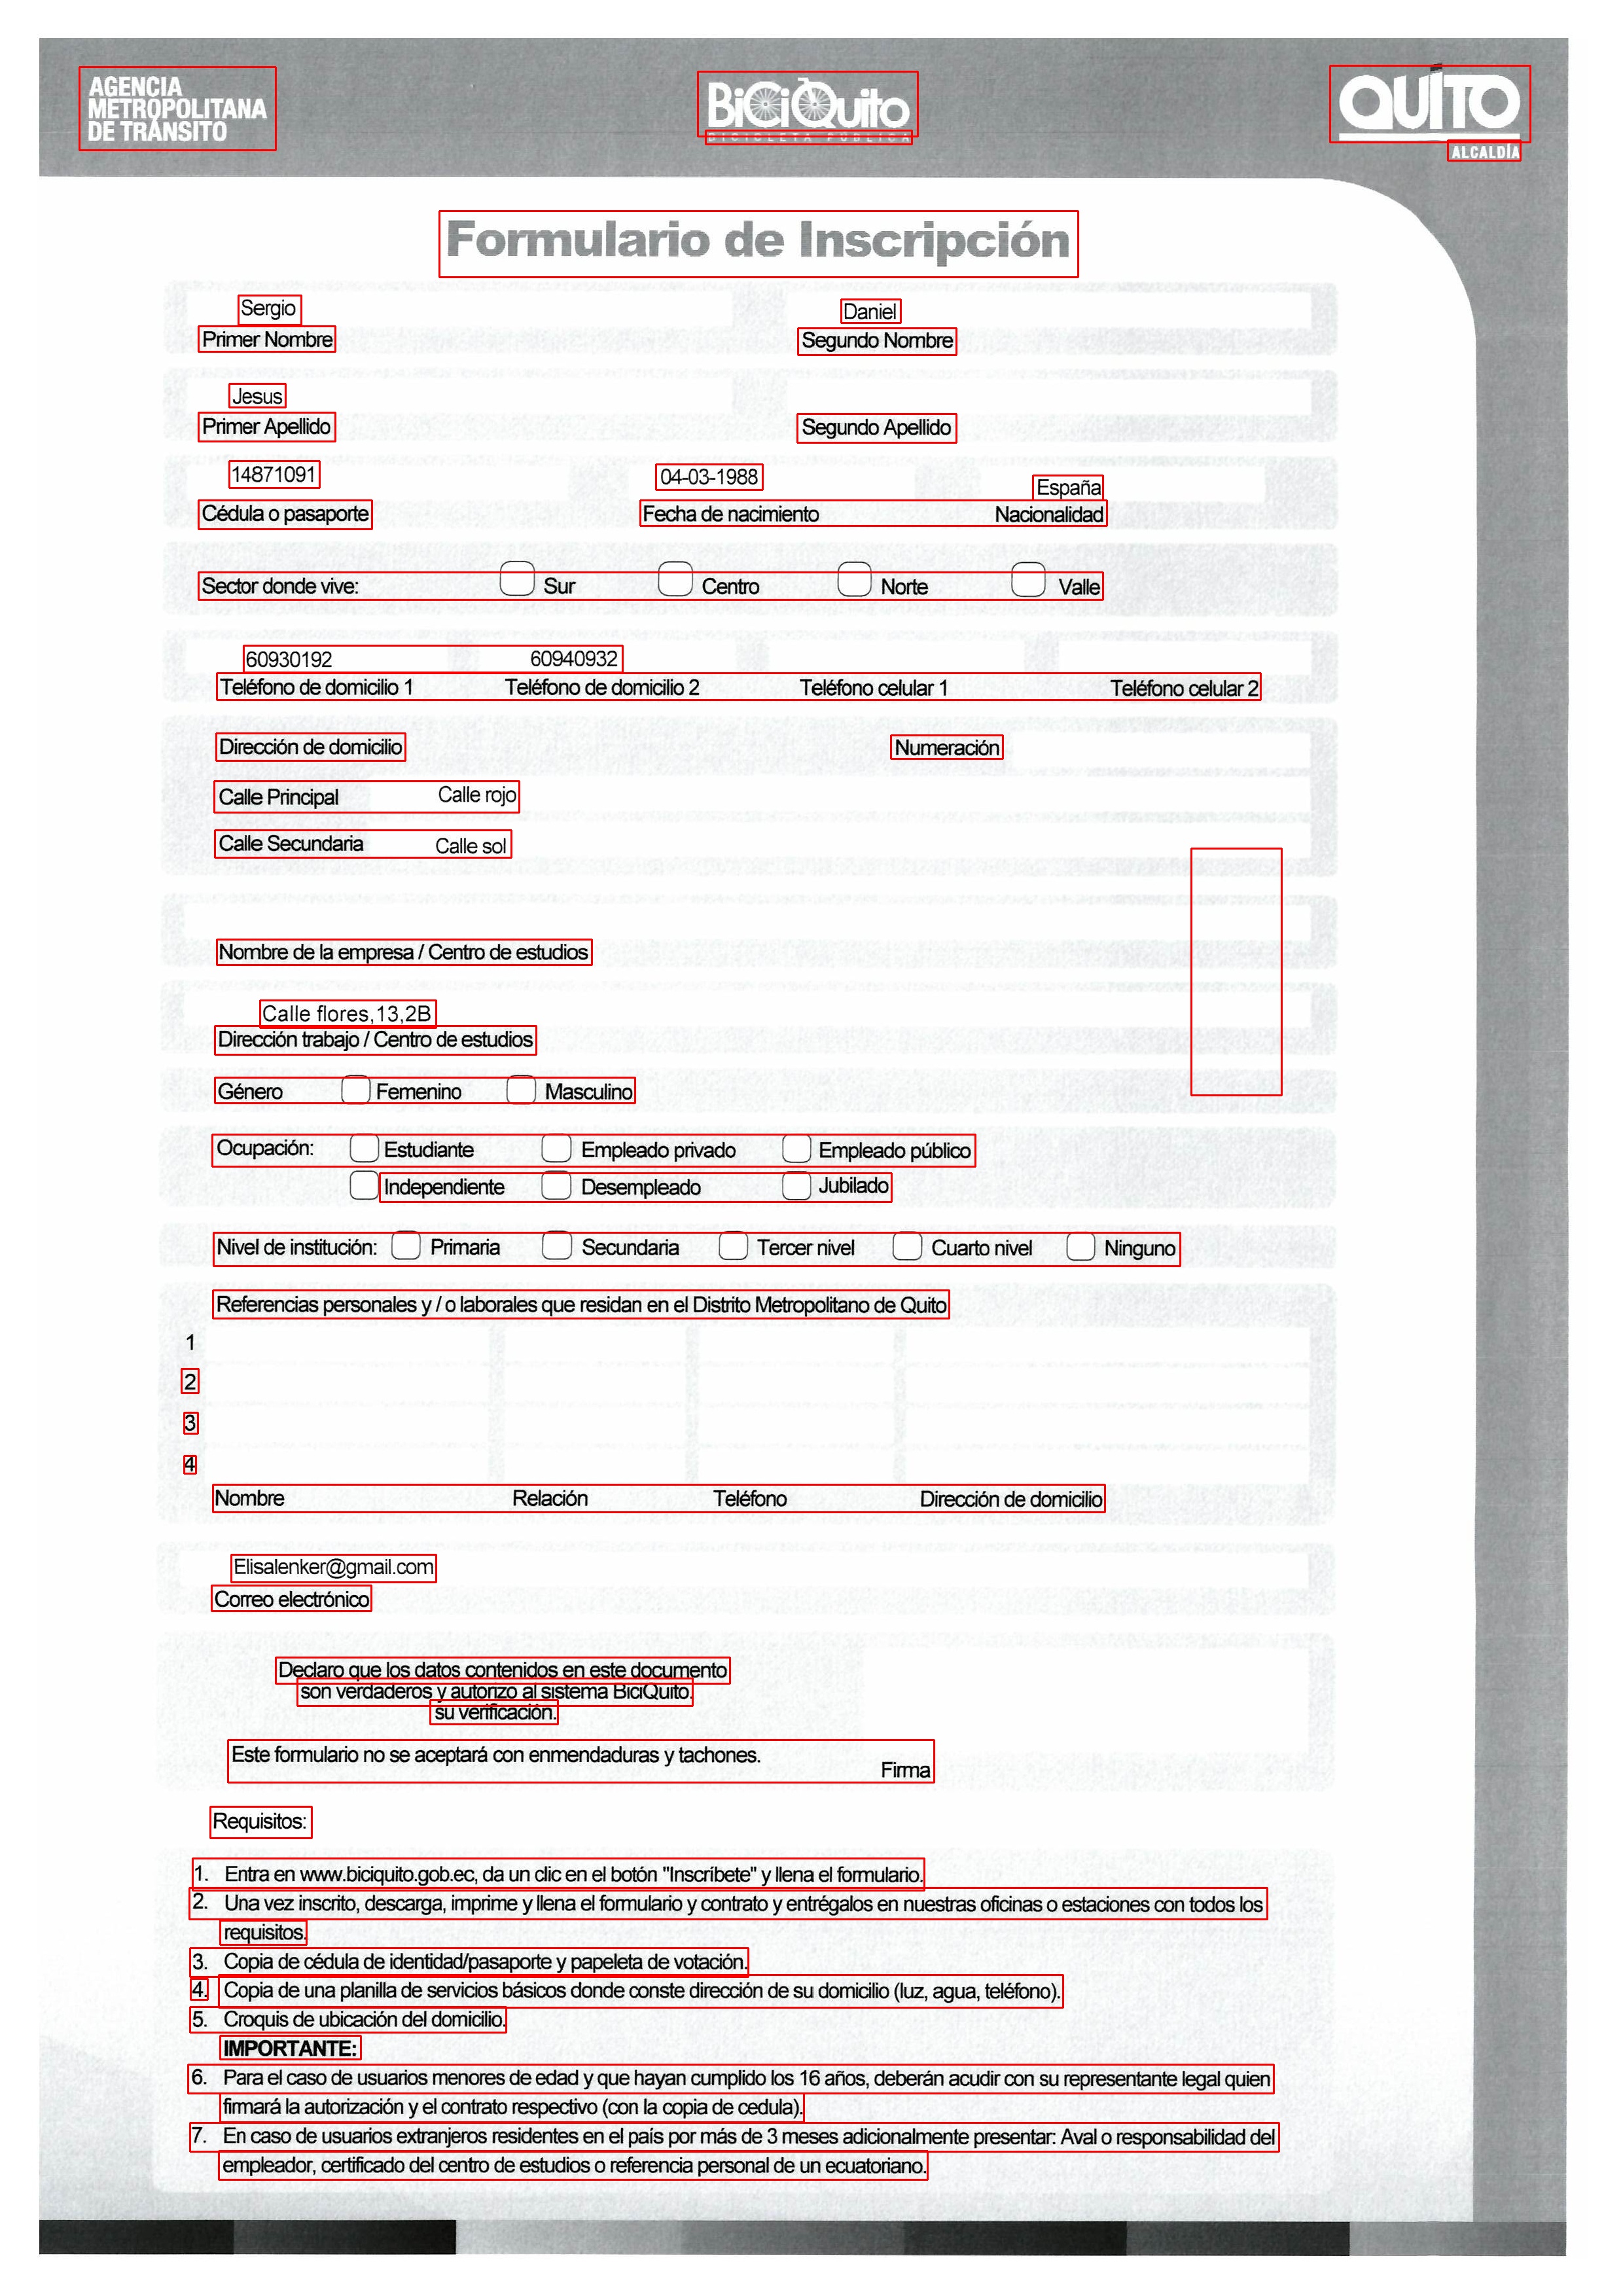 AGENCIA
METROPOLITANA
DE TRÁNSITO
BiCiQuito
BICICLETA PÚBLICA
QUITO
ALCALDÍA
Formulario de Inscripción
Sergio Daniel
Primer Nombre Segundo Nombre
Jesus
Primer Apellido Segundo Apellido
14871091 04-03-1988 España
Cédula o pasaporte Fecha de nacimiento Nacionalidad
Sector donde vive: Sur Centro Norte Valle
60930192 60940932
Teléfono de domicilio 1 Teléfono de domicilio 2 Teléfono celular 1 Teléfono celular 2
Dirección de domicilio Numeración
Calle Principal Calle rojo
Calle Secundaria Calle sol
Nombre de la empresa / Centro de estudios
Calle flores,13,2B
Dirección trabajo / Centro de estudios
Género Femenino Masculino
Ocupación: Estudiante Empleado privado Empleado público
Independiente Desempleado Jubilado
Nivel de institución: Primaria Secundaria Tercer nivel Cuarto nivel Ninguno
Referencias personales y / o laborales que residan en el Distrito Metropolitano de Quito
1
2
3
4
Nombre Relación Teléfono Dirección de domicilio
Elisalenker@gmail.com
Correo electrónico
Declaro que los datos contenidos en este documento
son verdaderos y autorizo al sistema BiciQuito.
su verificación.
Este formulario no se aceptará con enmendaduras y tachones.
Firma
Requisitos:
1. Entra en www.biciquito.gob.ec, da un clic en el botón "Inscríbete" y llena el formulario.
2. Una vez inscrito, descarga, imprime y llena el formulario y contrato y entrégalos en nuestras oficinas o estaciones con todos los
requisitos.
3. Copia de cédula de identidad/pasaporte y papeleta de votación.
4. Copia de una planilla de servicios básicos donde conste dirección de su domicilio (luz, agua, teléfono).
5. Croquis de ubicación del domicilio.
IMPORTANTE:
6. Para el caso de usuarios menores de edad y que hayan cumplido los 16 años, deberán acudir con su representante legal quien
firmará la autorización y el contrato respectivo (con la copia de cedula).
7. En caso de usuarios extranjeros residentes en el país por más de 3 meses adicionalmente presentar: Aval o responsabilidad del
empleador, certificado del centro de estudios o referencia personal de un ecuatoriano.